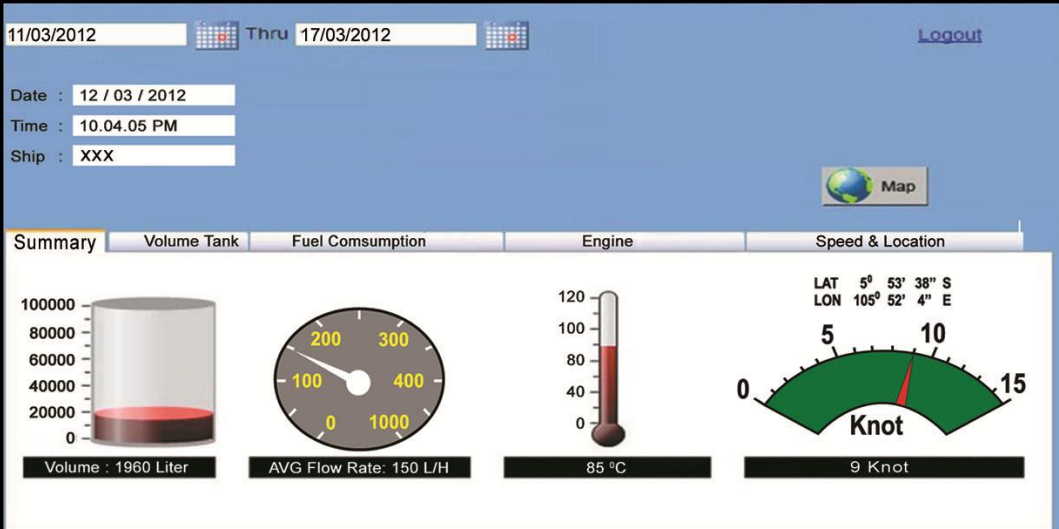 11/03/2012 Thru 17/03/2012 Logout
Date : 12 / 03 / 2012
Time : 10.04.05 PM
Ship : XXX
Map
Summary Volume Tank Fuel Comsumption Engine Speed & Location
100000
80000
60000
40000
20000
0
Volume : 1960 Liter
200 300
100 400
0 1000
AVG Flow Rate: 150 L/H
120
100
80
40
0
85 ⁰C
LAT 5⁰ 53' 38" S
LON 105⁰ 52' 4" E
5 10
0 15
Knot
9 Knot